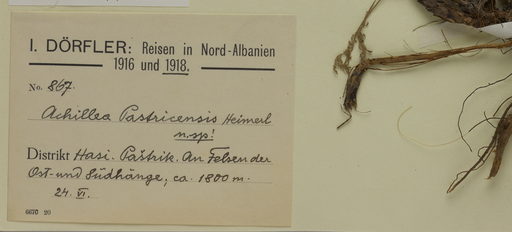 I. DÖRFLER: Reisen in Nord-Albanien
1916 und 1918.
No. 867.
Achillea Pastricensis Heimerl
n.sp!
Distrikt Hasi. Paštrik. An Felsen der
Ost- und Südhänge, ca. 1800 m.
24. VI.
6670 20